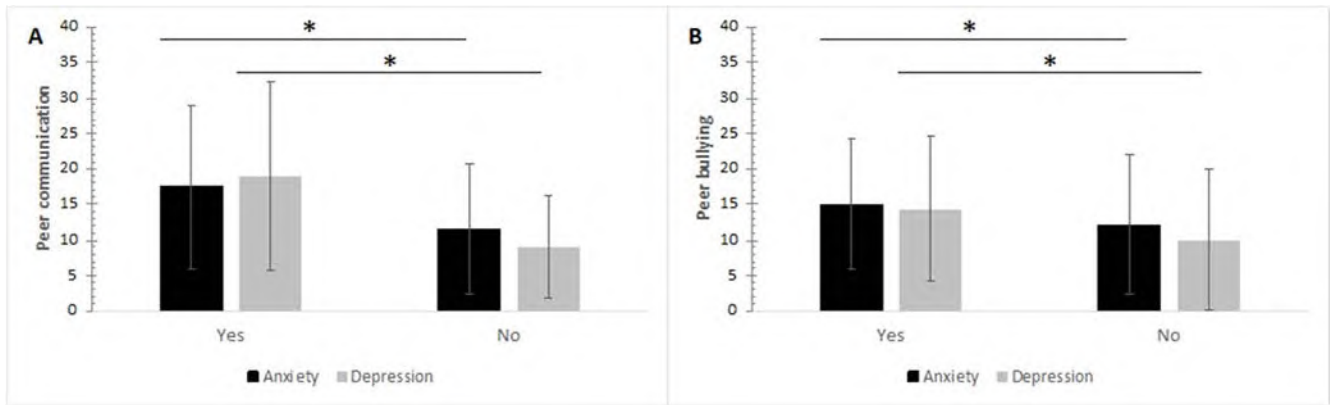 A
Peer communication
40
35
30
25
20
15
10
5
0
*
*
Yes
No
Anxiety
Depression
B
Peer bullying
40
35
30
25
20
15
10
5
0
*
*
Yes
No
Anxiety
Depression